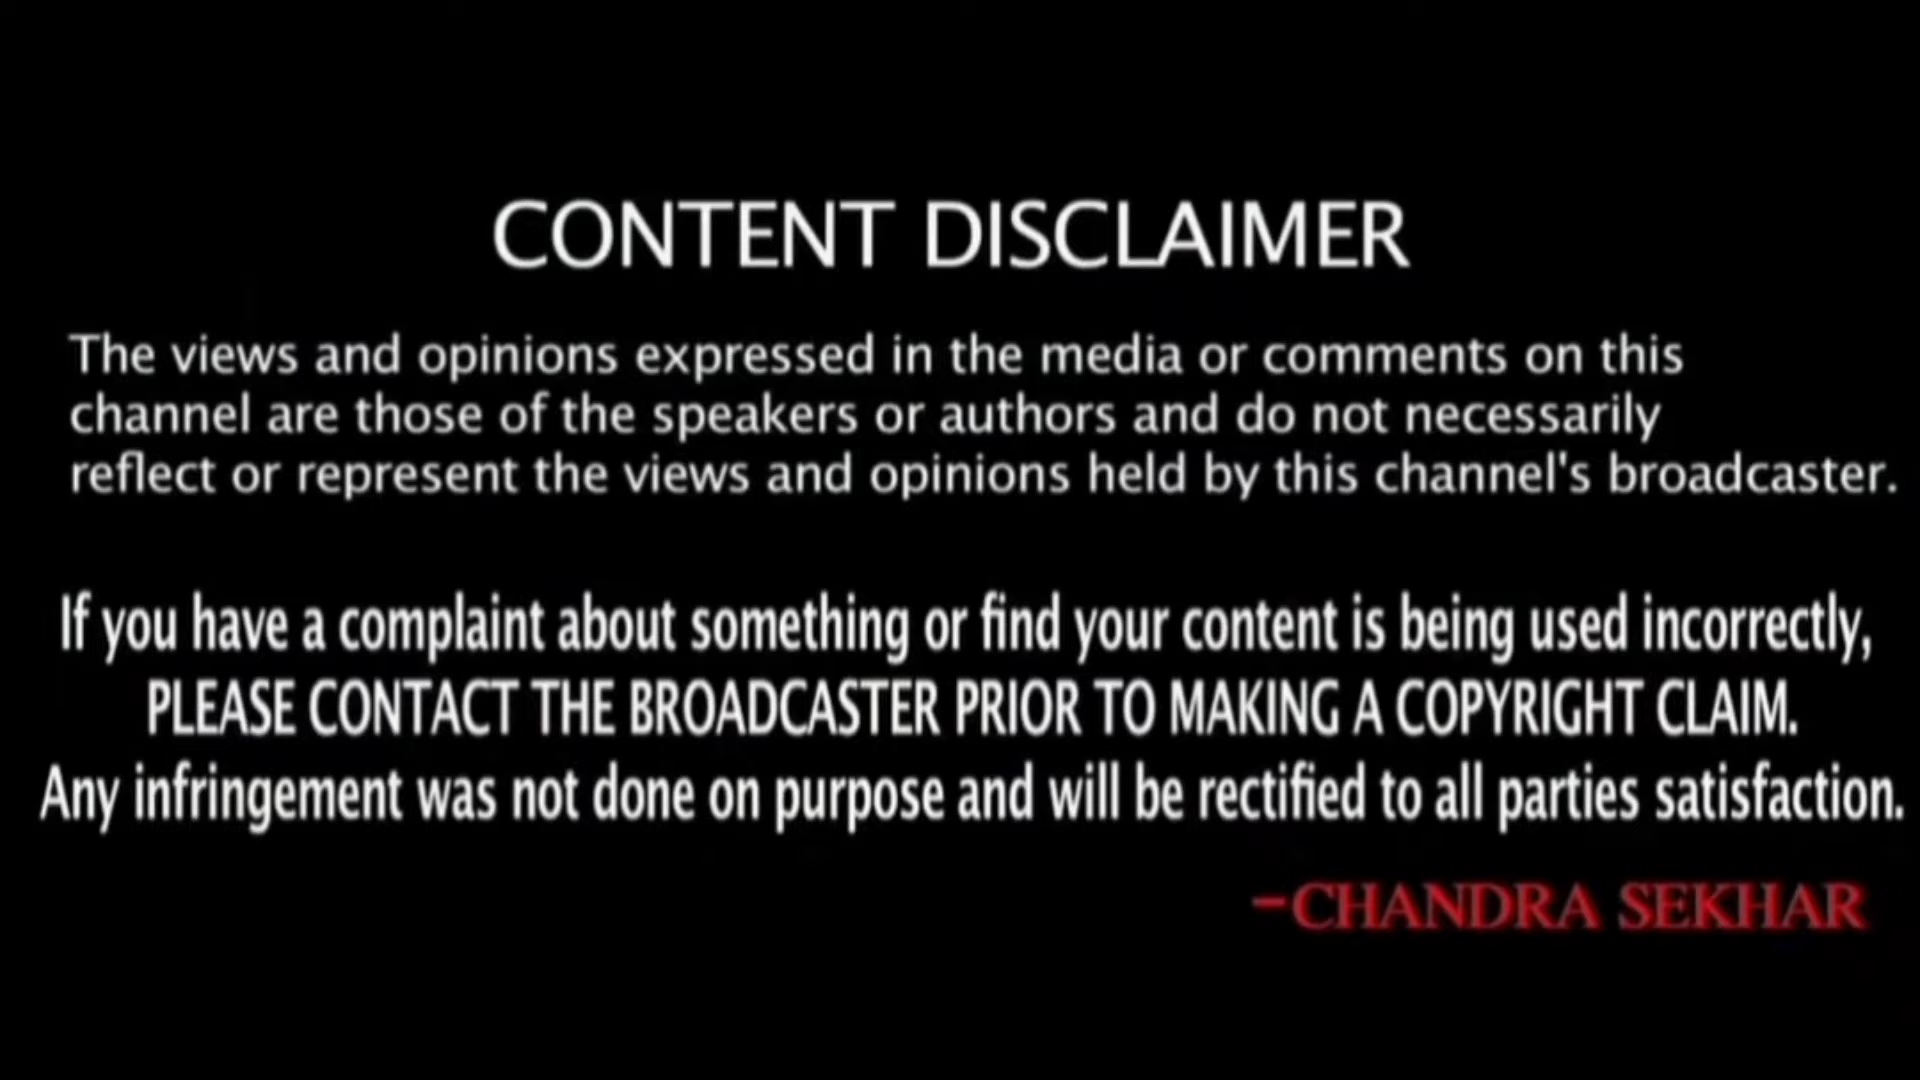 CONTENT DISCLAIMER
The views and opinions expressed in the media or comments on this
channel are those of the speakers or authors and do not necessarily
reflect or represent the views and opinions held by this channel's broadcaster.
If you have a complaint about something or find your content is being used incorrectly,
PLEASE CONTACT THE BROADCASTER PRIOR TO MAKING A COPYRIGHT CLAIM.
Any infringement was not done on purpose and will be rectified to all parties satisfaction.
-CHANDRA SEKHAR